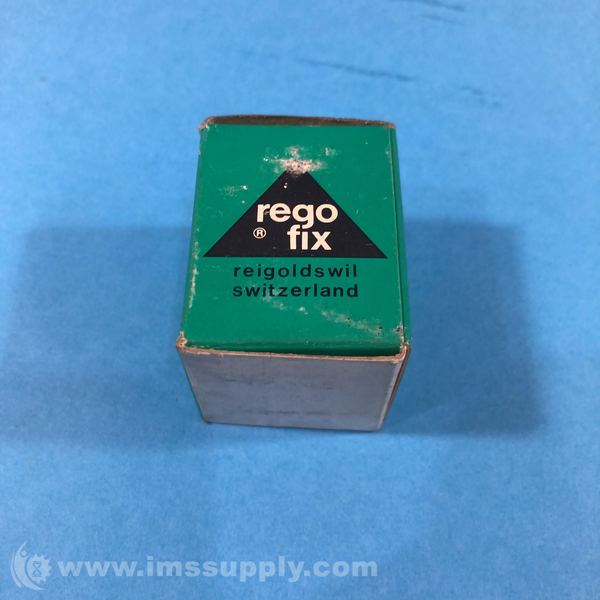 rego
® fix
reigoldswil
switzerland
www.imssupply.com